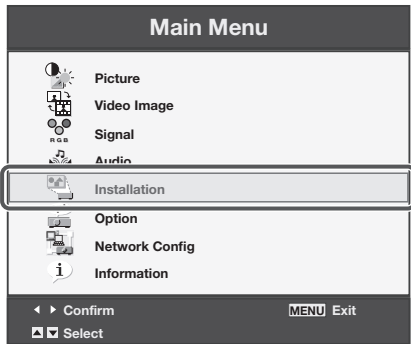 Main Menu
Picture
Video Image
RGB
Signal
Audio
Installation
Option
Network Config
i
Information
Confirm
MENU Exit
Select